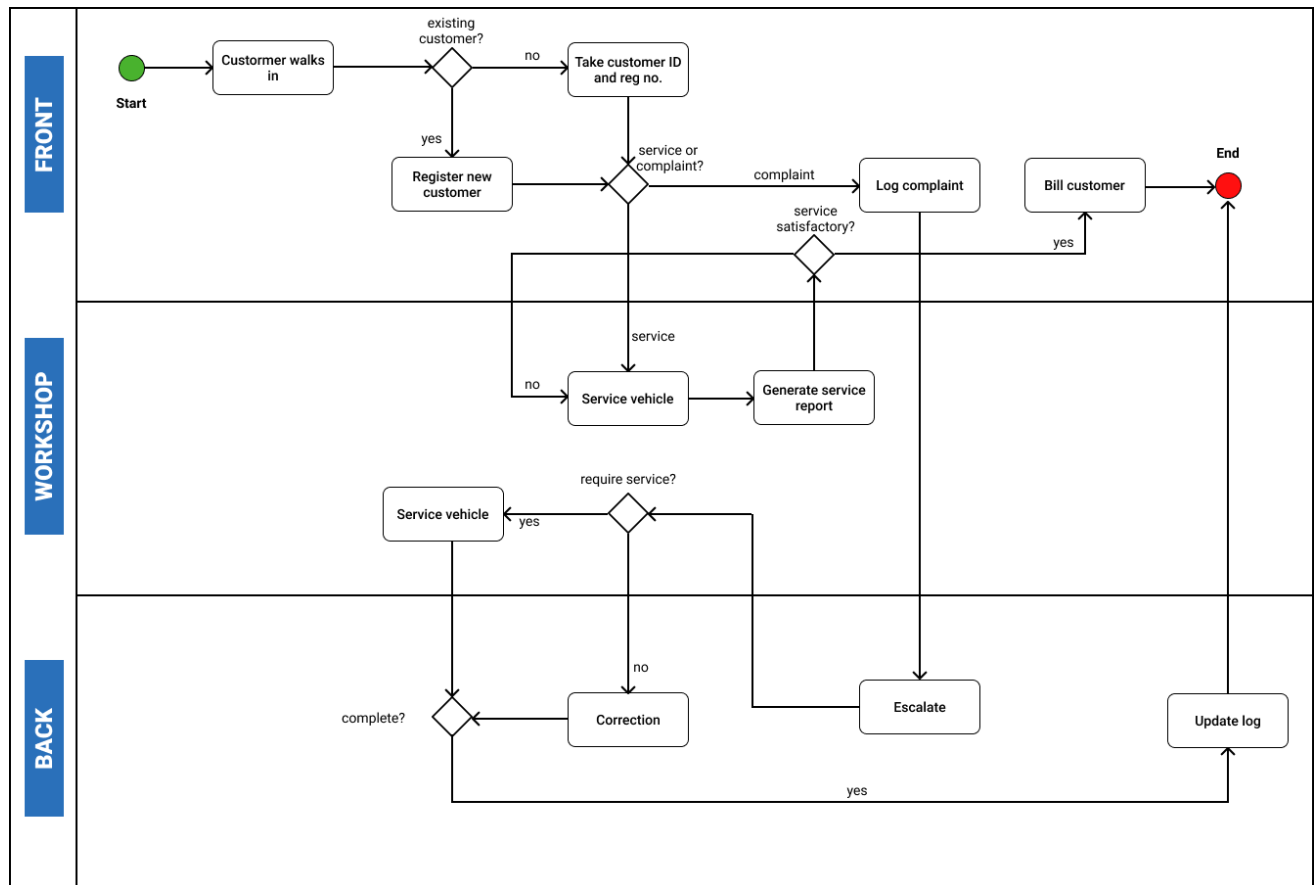 existing
customer?
Custormer walks
in
no
Take customer ID
and reg no.
Start
FRONT
yes
service or
complaint?
End
Register new
customer
complaint
Log complaint
Bill customer
service
satisfactory?
yes
service
WORKSHOP
no
Service vehicle
Generate service
report
require service?
Service vehicle
yes
no
BACK
complete?
Correction
Escalate
Update log
yes